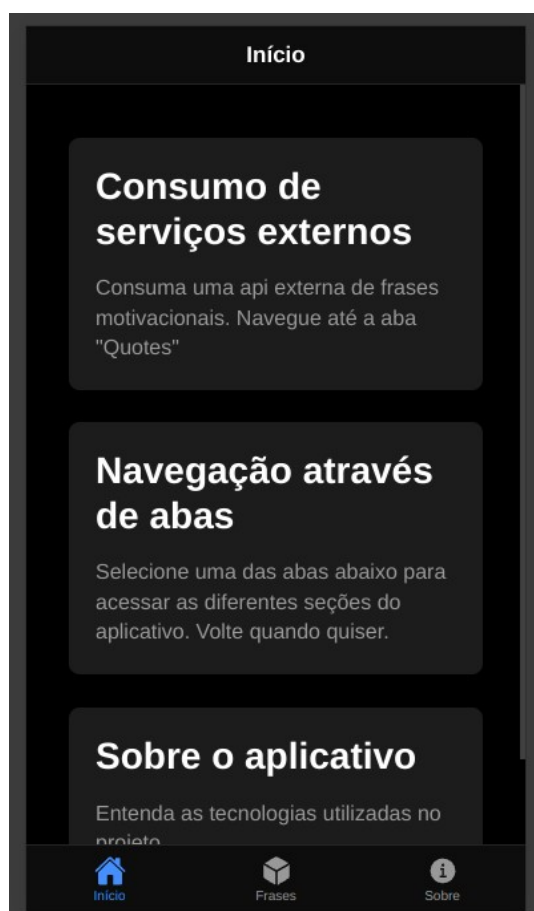 Início
Consumo de
serviços externos
Consuma uma api externa de frases
motivacionais. Navegue até a aba
"Quotes"
Navegação através
de abas
Selecione uma das abas abaixo para
acessar as diferentes seções do
aplicativo. Volte quando quiser.
Sobre o aplicativo
Entenda as tecnologias utilizadas no
projeto
Início
Frases
Sobre